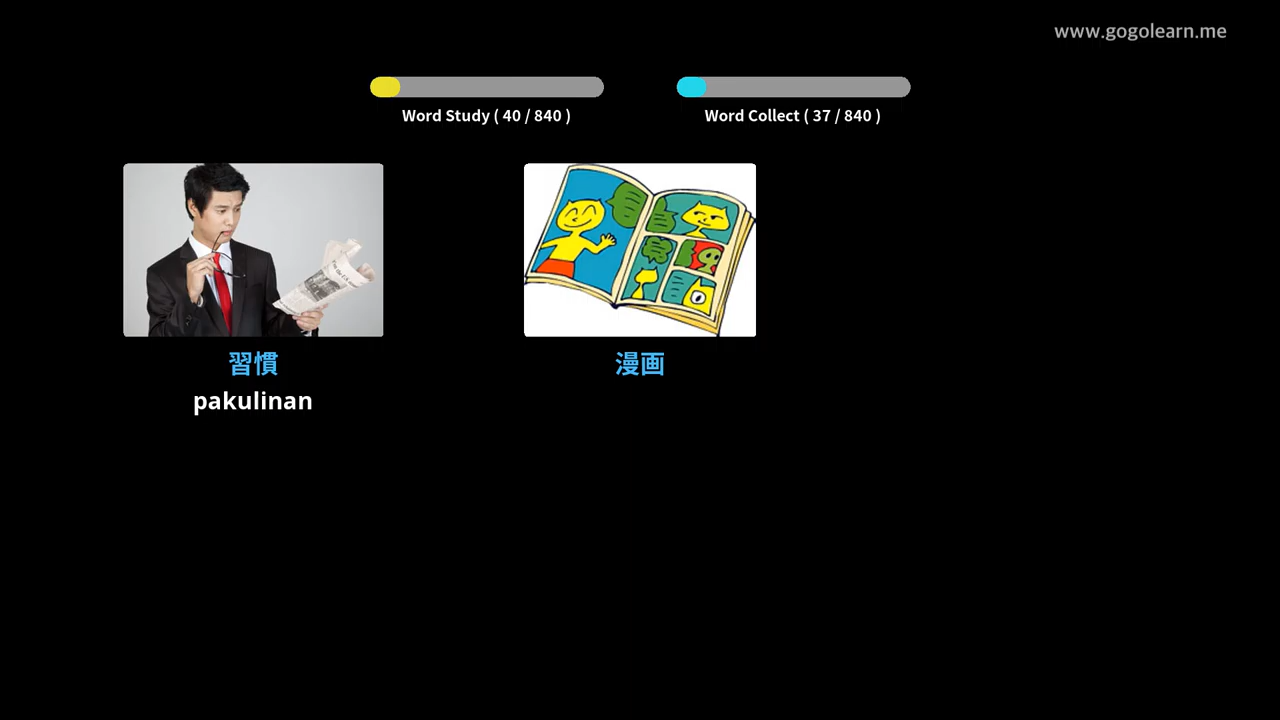 www.gogolearn.me
Word Study ( 40 / 840 )
Word Collect ( 37 / 840 )
習慣
漫画
pakulinan